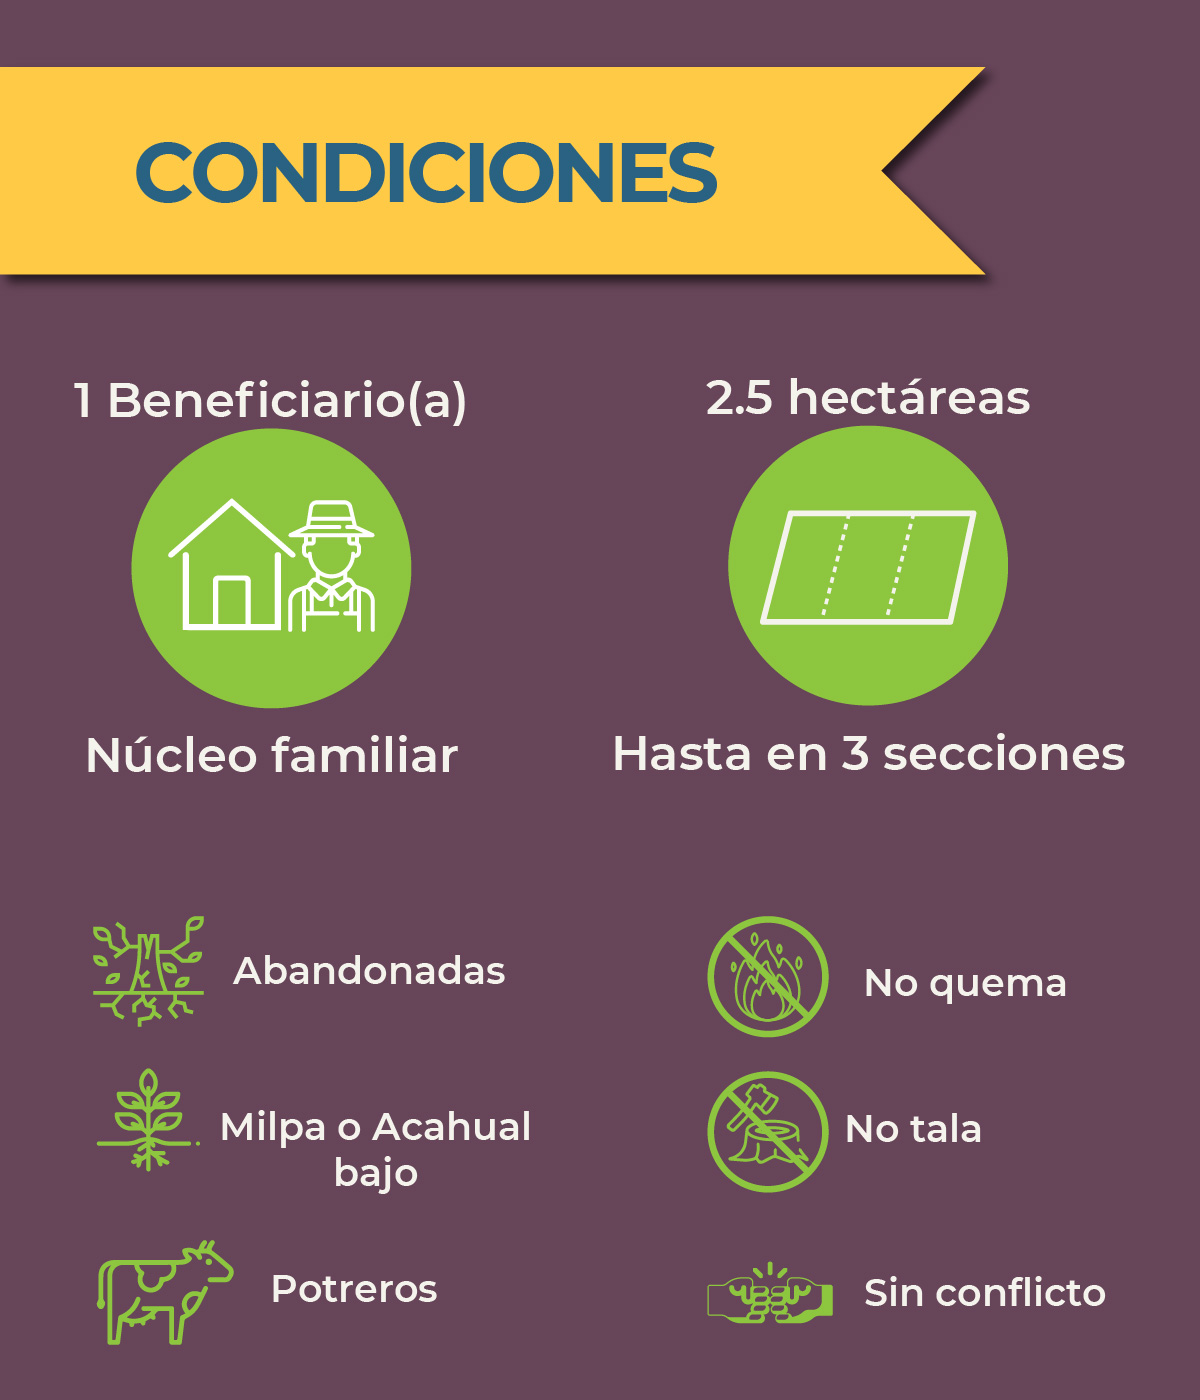 CONDICIONES
1 Beneficiario(a)
Núcleo familiar
2.5 hectáreas
Hasta en 3 secciones
Abandonadas
Milpa o Acahual
bajo
Potreros
No quema
No tala
Sin conflicto